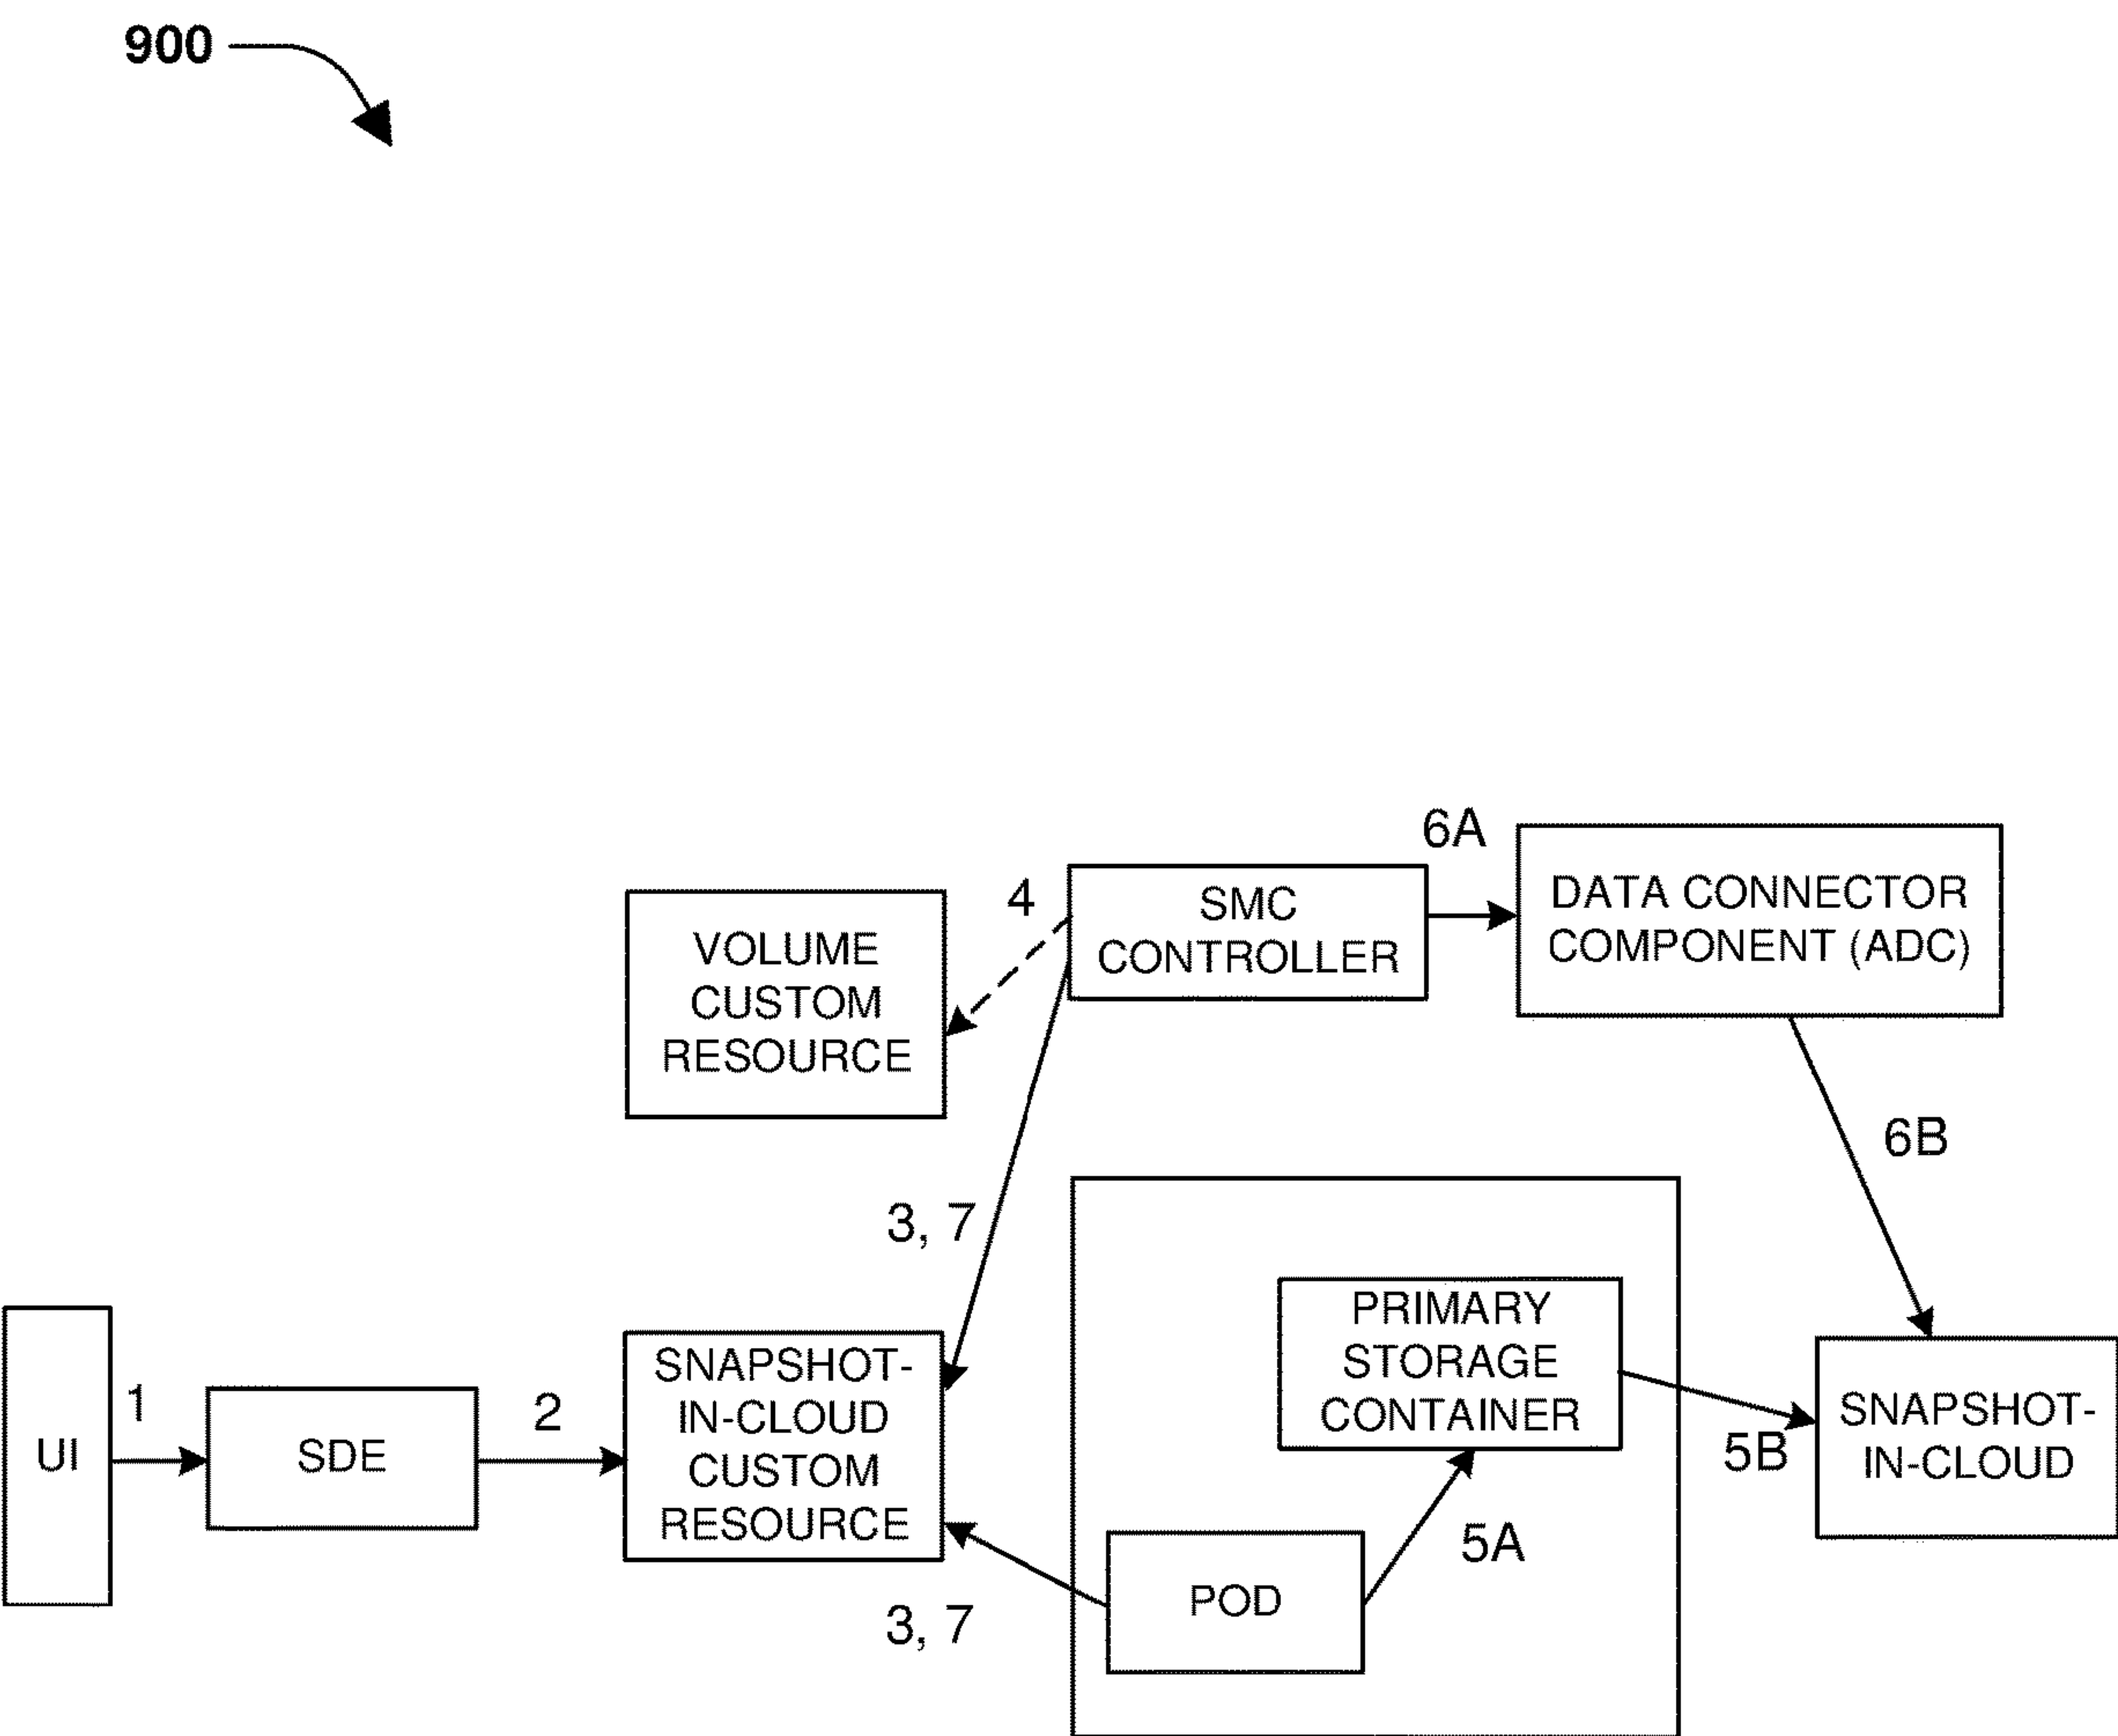 900
6A
4
VOLUME
CUSTOM
RESOURCE
SMC
CONTROLLER
DATA CONNECTOR
COMPONENT (ADC)
6B
3, 7
UI
1
SDE
2
SNAPSHOT-
IN-CLOUD
CUSTOM
RESOURCE
3, 7
PRIMARY
STORAGE
CONTAINER
5A
POD
5B
SNAPSHOT-
IN-CLOUD